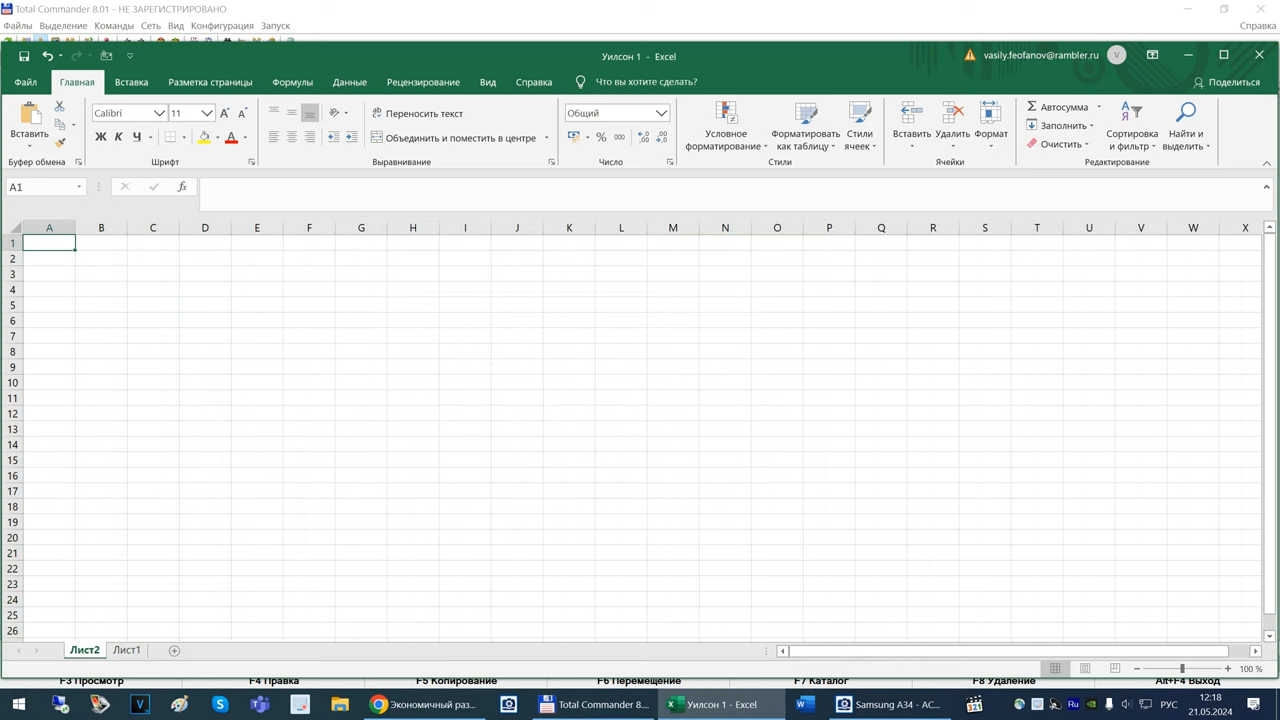 Total Commander 8.01 - НЕ ЗАРЕГИСТРИРОВАНО
Файлы Выделение Команды Сеть Вид Конфигурация Запуск Справка
Уилсон 1 - Excel
vasily.feofanov@rambler.ru V
Файл Главная Вставка Разметка страницы Формулы Данные Рецензирование Вид Справка Что вы хотите сделать? Поделиться
Вставить
Calibri 11
Ж К Ч
Переносить текст
Объединить и поместить в центре
Общий
% 000
Условное форматирование
Форматировать как таблицу
Стили ячеек
Вставить Удалить Формат
Автосумма
Заполнить
Очистить
Сортировка и фильтр
Найти и выделить
Буфер обмена Шрифт Выравнивание Число Стили Ячейки Редактирование
A1 fx
A B C D E F G H I J K L M N O P Q R S T U V W X
1
2
3
4
5
6
7
8
9
10
11
12
13
14
15
16
17
18
19
20
21
22
23
24
25
26
Лист2 Лист1
100 %
F3 Просмотр F4 Правка F5 Копирование F6 Перемещение F7 Каталог F8 Удаление Alt+F4 Выход
Экономичный раз... Total Commander 8.... Уилсон 1 - Excel Samsung A34 - AC... Ru РУС
12:18
21.05.2024